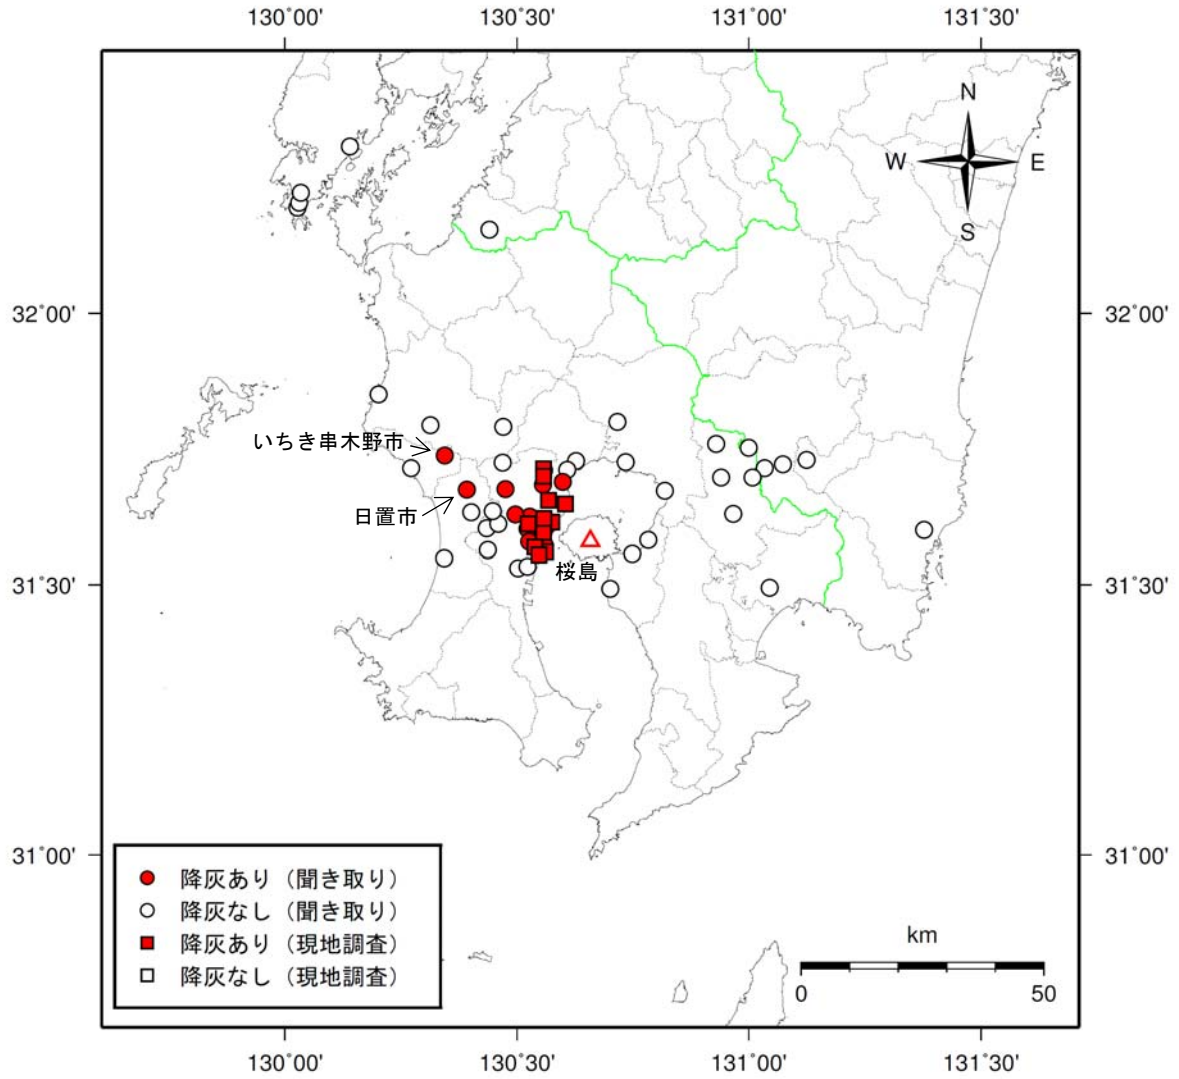 130°00' 130°30' 131°00' 131°30'
N
W E
S
32°00' 32°00'
いちき串木野市
日置市
桜島
31°30' 31°30'
31°00' 31°00'
降灰あり（聞き取り）
降灰なし（聞き取り）
降灰あり（現地調査）
降灰なし（現地調査）
km
0 50
130°00' 130°30' 131°00' 131°30'